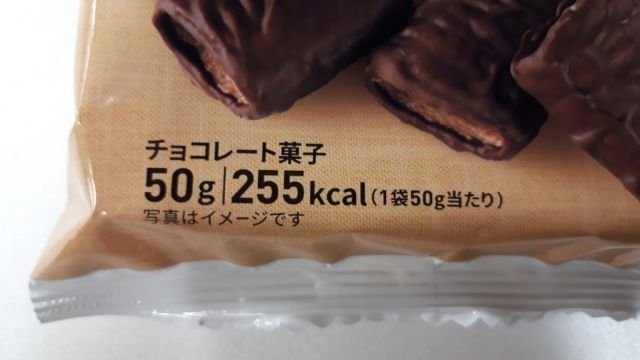 チョコレート菓子
50g|255kcal(1袋50g当たり)
写真はイメージです